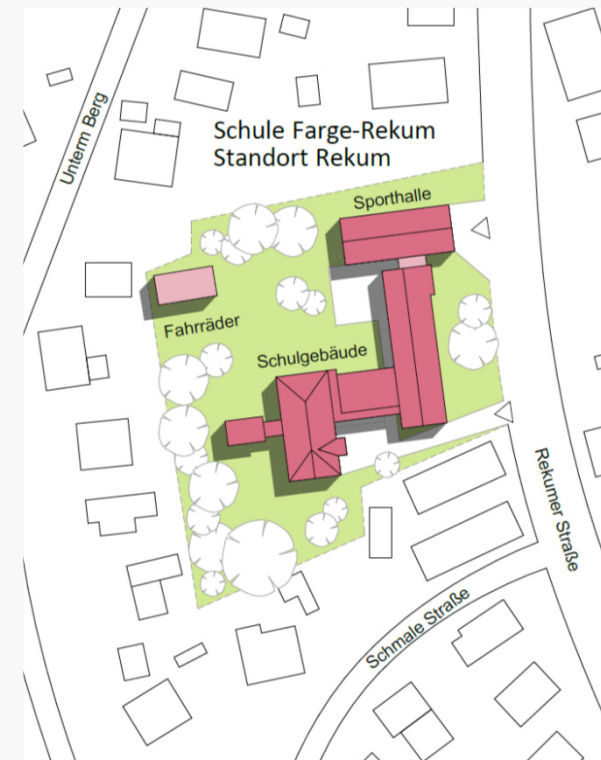 Unterm Berg
Schule Farge-Rekum
Standort Rekum
Sporthalle
Fahrräder
Schulgebäude
Rekumer Straße
Schmale Straße